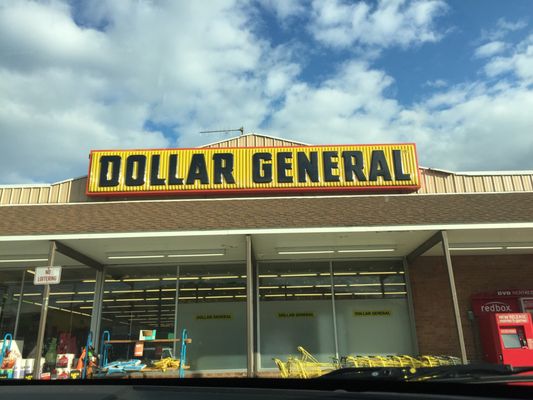 DOLLAR GENERAL
NO
LOITERING
DOLLAR GENERAL
DOLLAR GENERAL
DOLLAR GENERAL
redbox